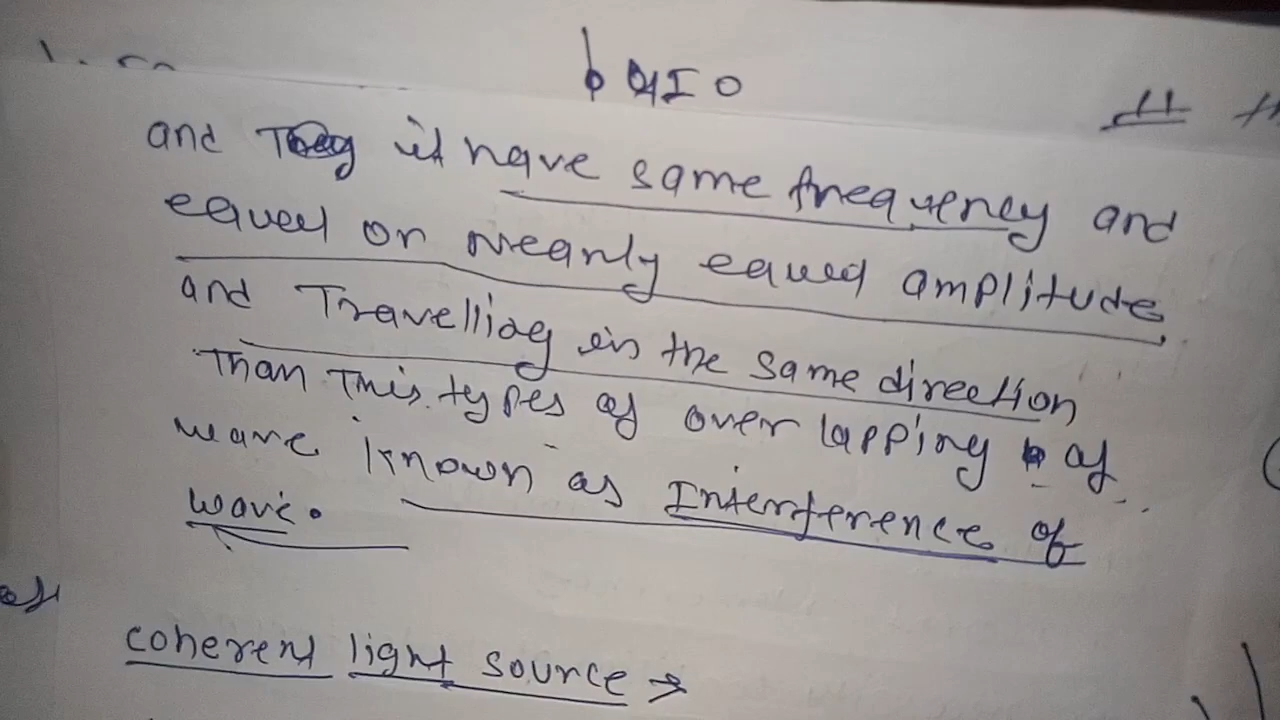 and They it have same frequency and
equal or nearly equal amplitude
and Travelling in the same direction
Than This types of over lapping of
wave known as Interference of
wave.
coherent light source →